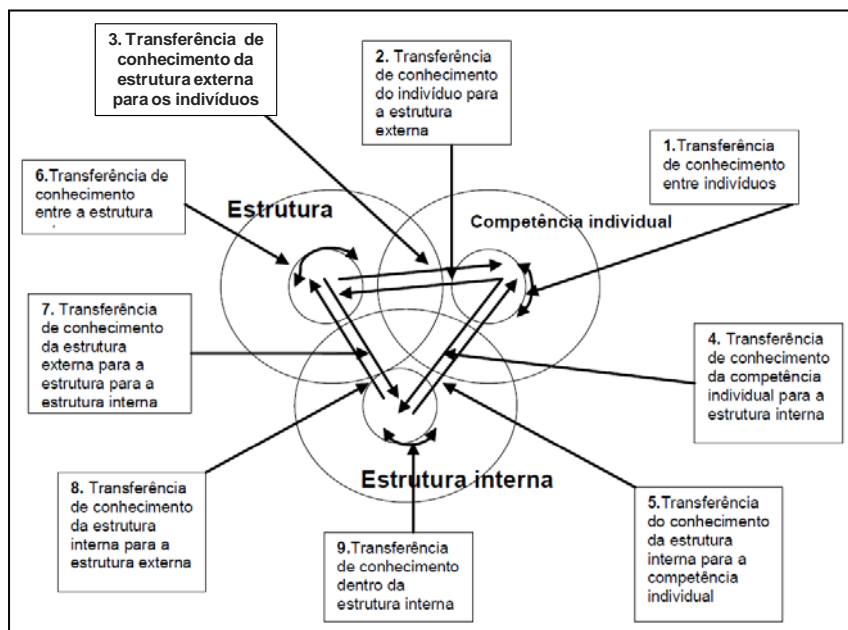 3. Transferência de
conhecimento da
estrutura externa
para os indivíduos
2. Transferência
de conhecimento
do indivíduo para
a estrutura
externa
1.Transferência
de conhecimento
entre indivíduos
6.Transferência de
conhecimento
entre a estrutura
Estrutura
Competência individual
7. Transferência
de conhecimento
da estrutura
externa para a
estrutura para a
estrutura interna
4. Transferência
de conhecimento
da competência
individual para a
estrutura interna
Estrutura interna
8. Transferência
de conhecimento
da estrutura
interna para a
estrutura externa
9.Transferência
de conhecimento
dentro da
estrutura interna
5.Transferência
do conhecimento
da estrutura
interna para a
competência
individual